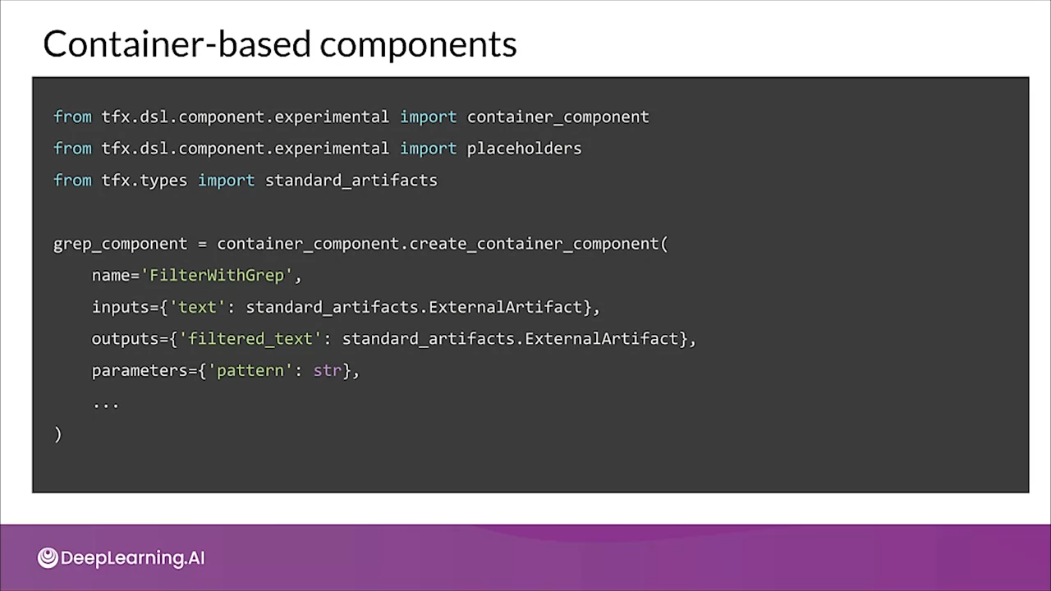 Container-based components
from tfx.dsl.component.experimental import container_component
from tfx.dsl.component.experimental import placeholders
from tfx.types import standard_artifacts
grep_component = container_component.create_container_component(
    name='FilterWithGrep',
    inputs={'text': standard_artifacts.ExternalArtifact},
    outputs={'filtered_text': standard_artifacts.ExternalArtifact},
    parameters={'pattern': str},
    ...
)
DeepLearning.AI